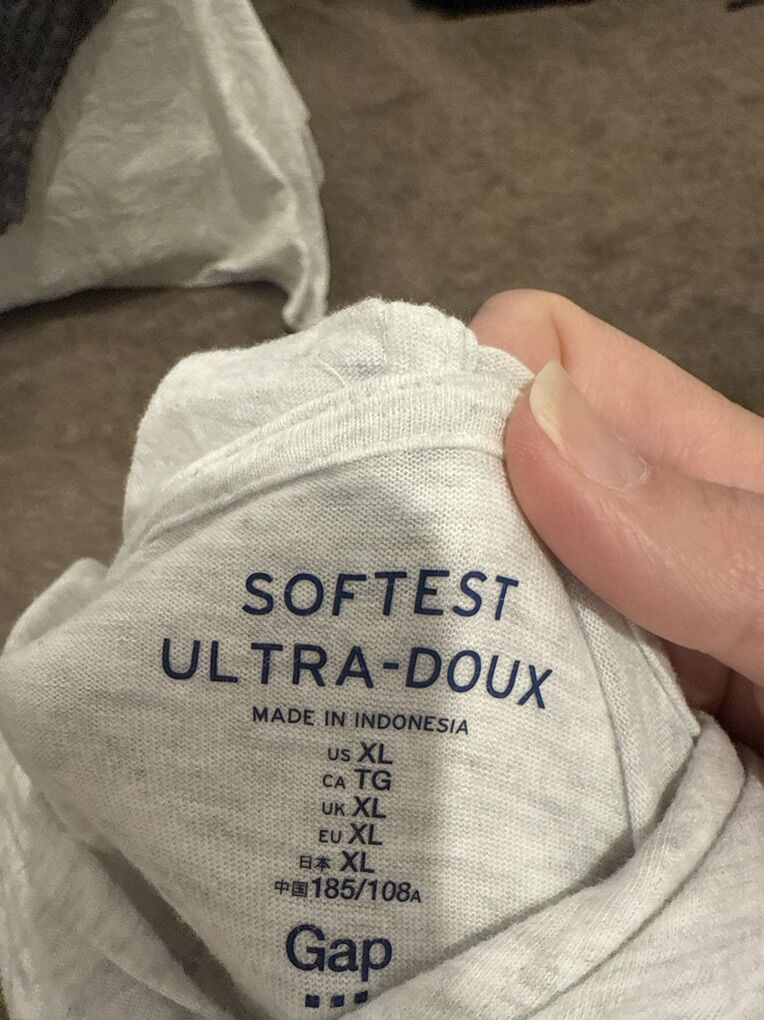 SOFTEST
ULTRA-DOUX
MADE IN INDONESIA
US XL
CA TG
UK XL
EU XL
日本 XL
中国 185/108A
Gap